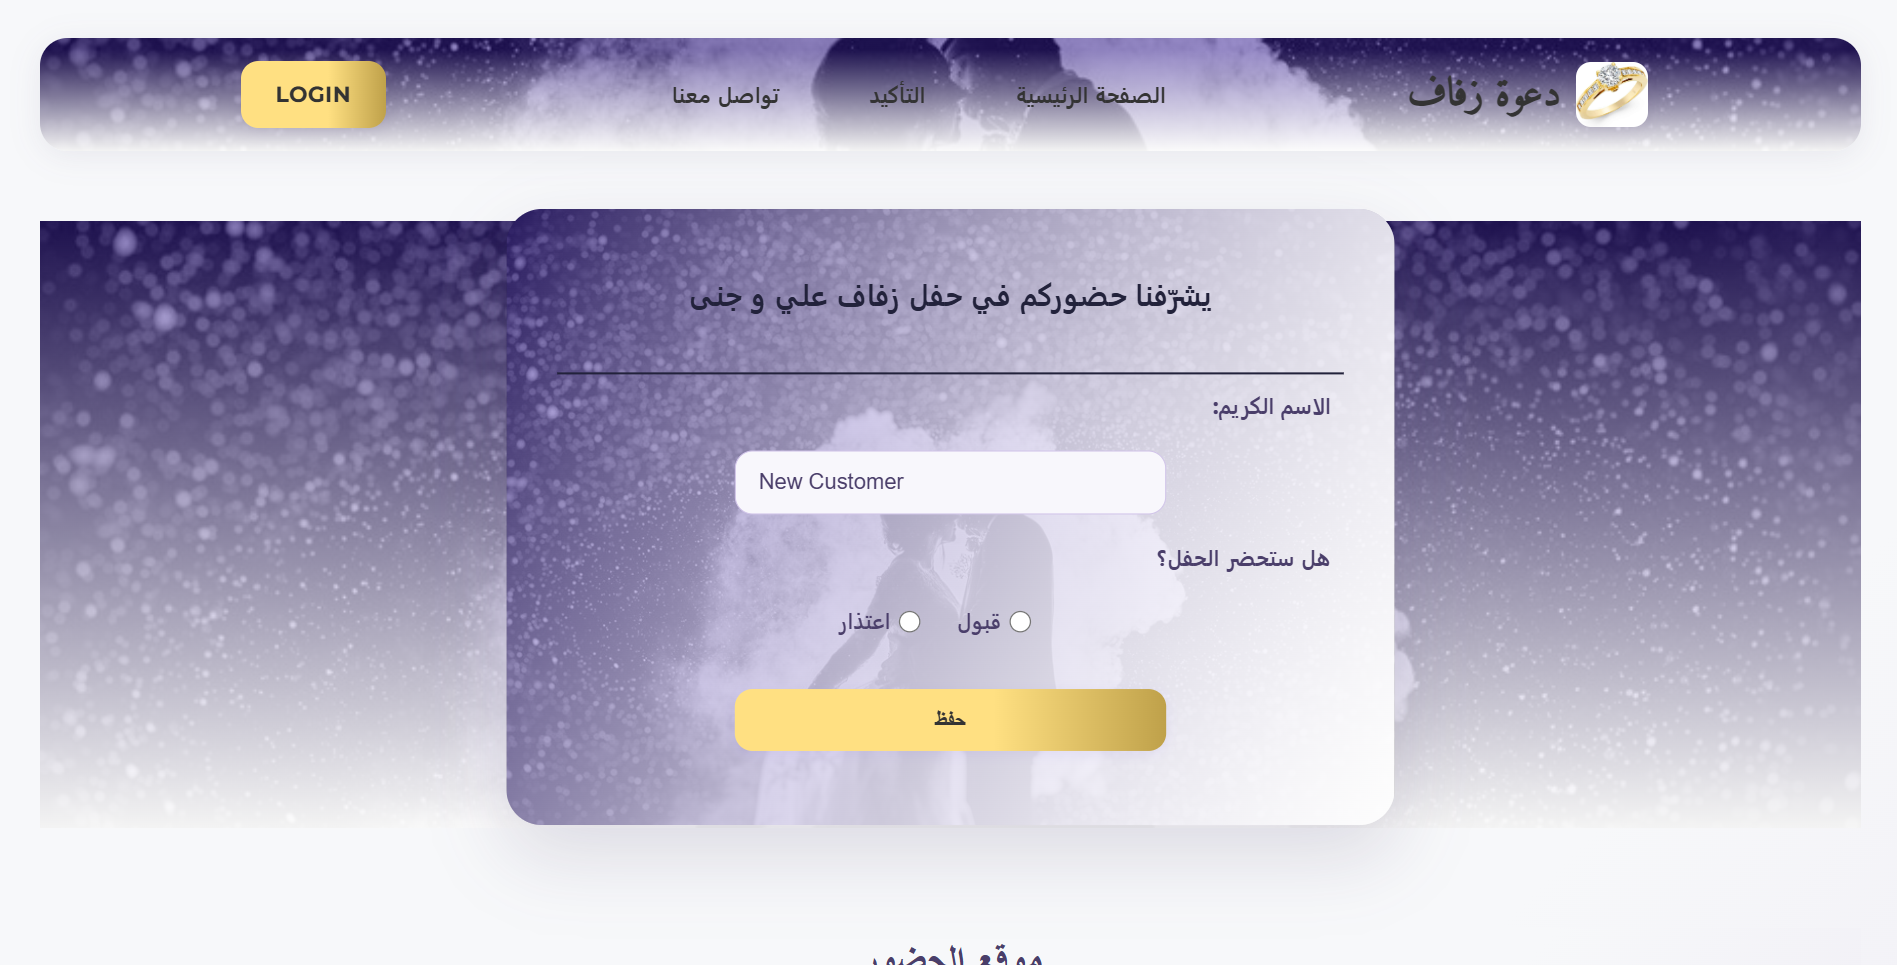 دعوة زفاف
الصفحة الرئيسية
التأكيد
تواصل معنا
LOGIN
يشرّفنا حضوركم في حفل زفاف علي و جنى
الاسم الكريم:
New Customer
هل ستحضر الحفل؟
قبول
اعتذار
حفظ
موقع الحضور